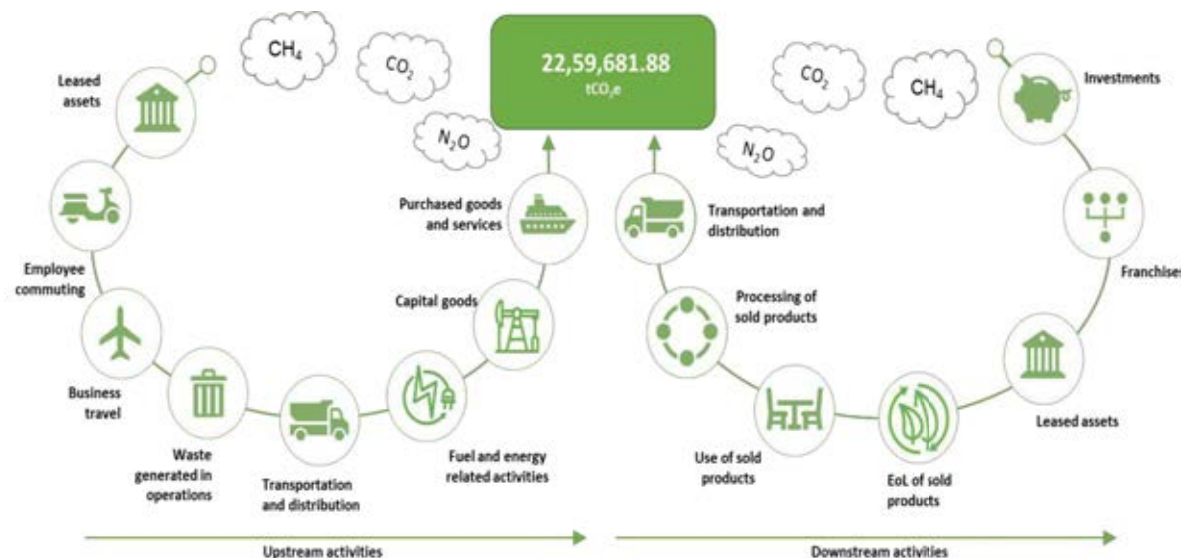 CH₄
CO₂
N₂O
22,59,681.88
tCO₂e
CO₂
CH₄
N₂O
Leased
assets
Employee
commuting
Business
travel
Waste
generated in
operations
Transportation
and distribution
Fuel and energy
related activities
Capital goods
Purchased goods
and services
Transportation and
distribution
Processing of
sold products
Use of sold
products
EoL of sold
products
Leased assets
Franchises
Investments
Upstream activities
Downstream activities